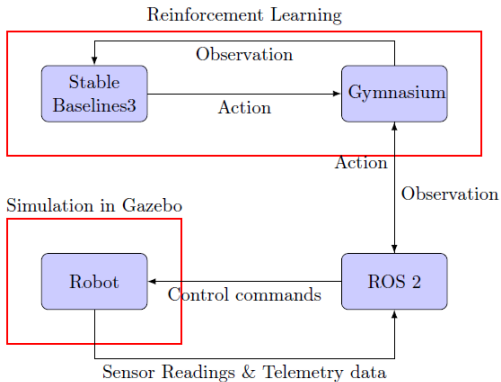 Reinforcement Learning
Observation
Stable
Baselines3
Gymnasium
Action
Action
Observation
Simulation in Gazebo
Robot
ROS 2
Control commands
Sensor Readings & Telemetry data